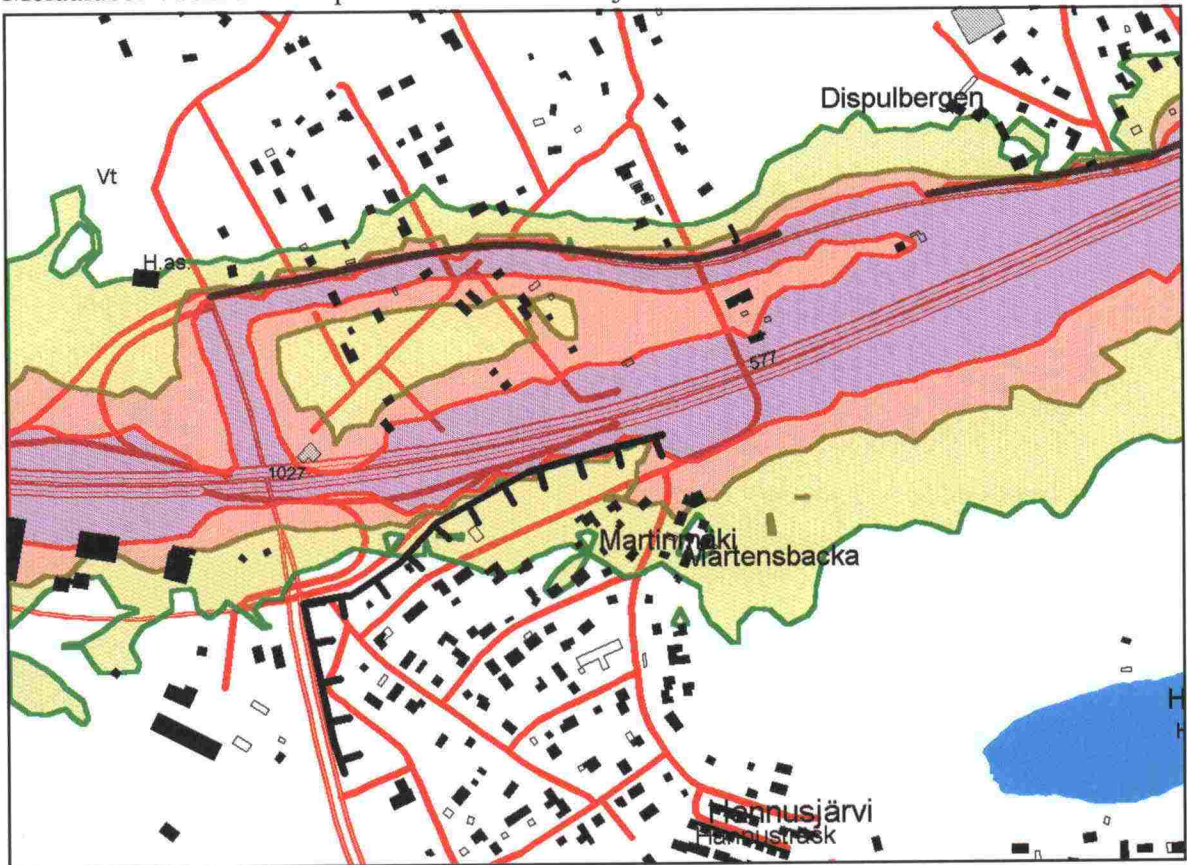 Dispulbergen
Vt
H.as.
577
1027
Martinmäki
Mårtensbacka
H
H
Hannusjärvi
Hannusträsk